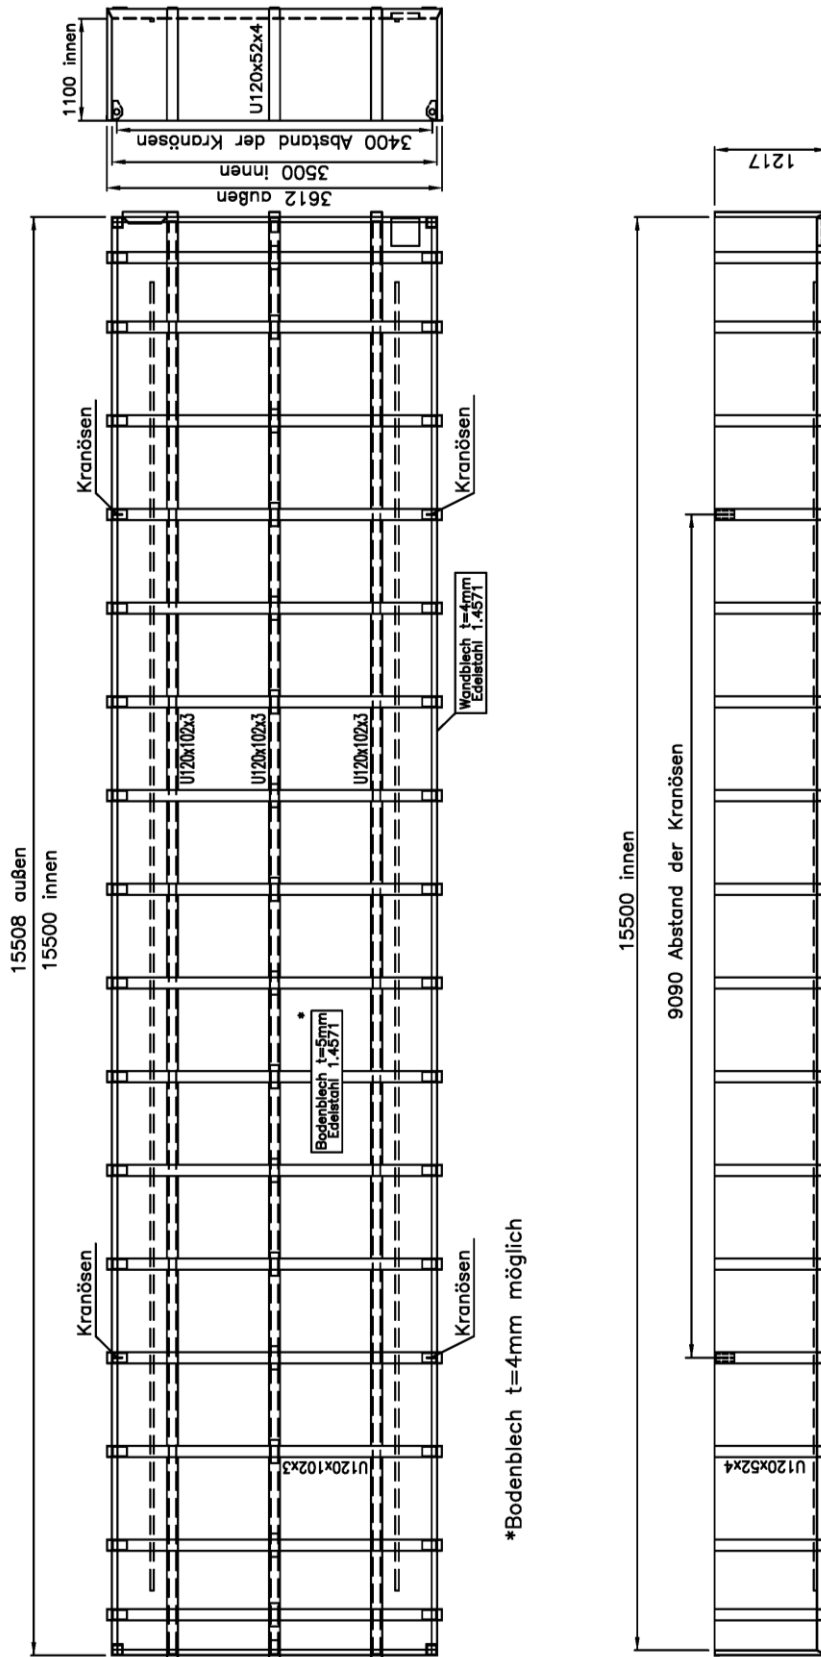 1100 innen
U120x52x4
3400 Abstand der Kranösen
3500 innen
3612 außen
1217
Kranösen
Kranösen
Wandblech t=4mm
Edelstahl 1.4571
U120x102x3
U120x102x3
U120x102x3
15508 außen
15500 innen
15500 innen
9090 Abstand der Kranösen
*
Bodenblech t=5mm
Edelstahl 1.4571
Kranösen
Kranösen
U120x102x3
U120x52x4
*Bodenblech t=4mm möglich